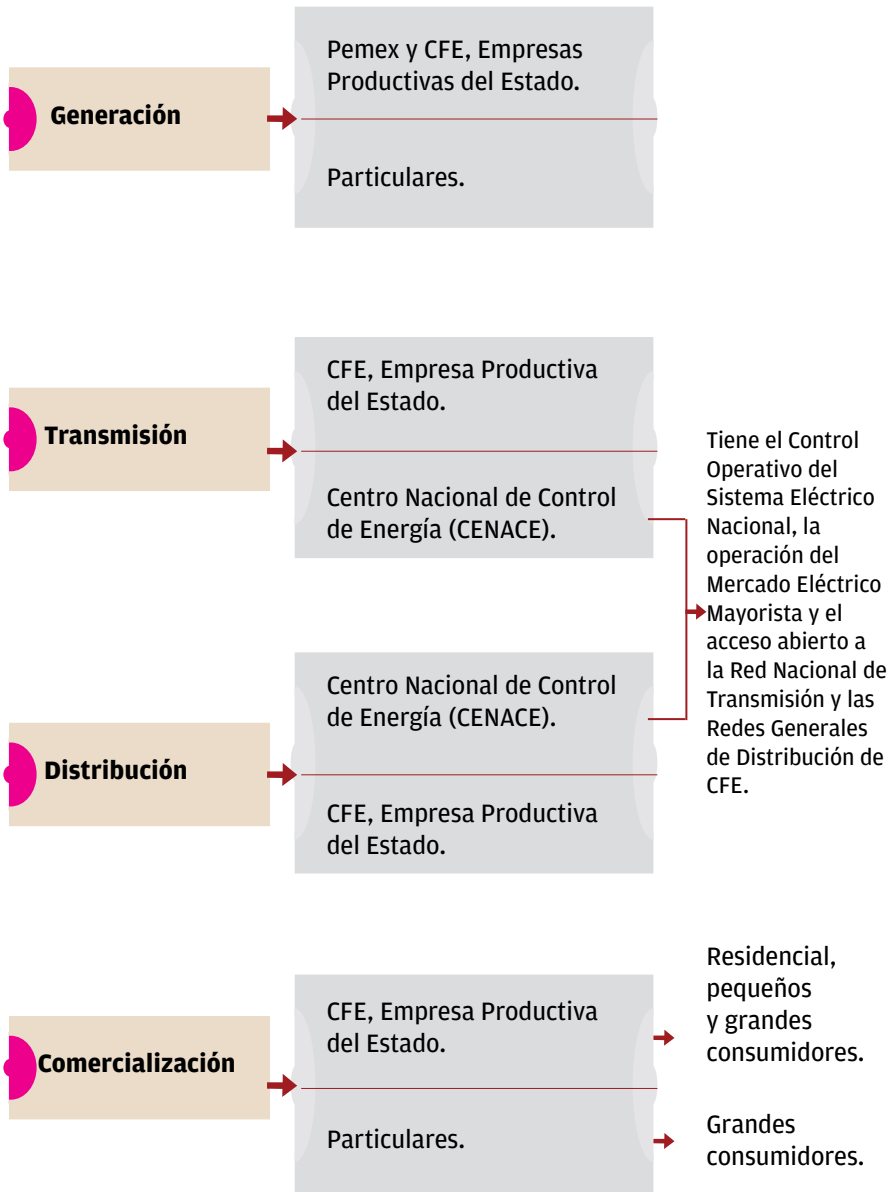 Generación
Pemex y CFE, Empresas
Productivas del Estado.
Particulares.
Transmisión
CFE, Empresa Productiva
del Estado.
Centro Nacional de Control
de Energía (CENACE).
Tiene el Control
Operativo del
Sistema Eléctrico
Nacional, la
operación del
Mercado Eléctrico
Mayorista y el
acceso abierto a
la Red Nacional de
Transmisión y las
Redes Generales
de Distribución de
CFE.
Distribución
Centro Nacional de Control
de Energía (CENACE).
CFE, Empresa Productiva
del Estado.
Comercialización
CFE, Empresa Productiva
del Estado.
Residencial,
pequeños
y grandes
consumidores.
Particulares.
Grandes
consumidores.